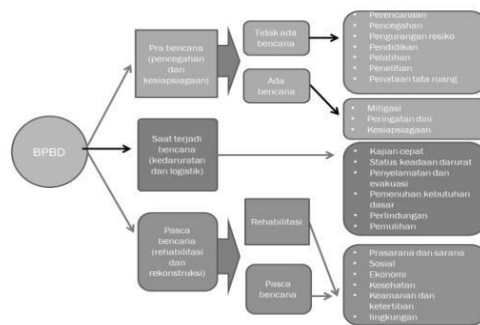 BPBD
Pra bencana
(pencegahan
dan
kesiapsiagaan)
Tidak ada
bencana
Ada
bencana
• Perencanaan
• Pencegahan
• Pengurangan resiko
• Pendidikan
• Pelatihan
• Penelitian
• Penataan tata ruang
• Mitigasi
• Peringatan dini
• Kesiapsiagaan
Saat terjadi
bencana
(kedaruratan
dan logistik)
• Kajian cepat
• Status keadaan darurat
• Penyelamatan dan
evakuasi
• Pemenuhan kebutuhan
dasar
• Perlindungan
• Pemulihan
Pasca
bencana
(rehabilitasi
dan
rekonstruksi)
Rehabilitasi
Pasca
bencana
• Prasarana dan sarana
• Sosial
• Ekonomi
• Kesehatan
• Keamanan dan
ketertiban
• lingkungan